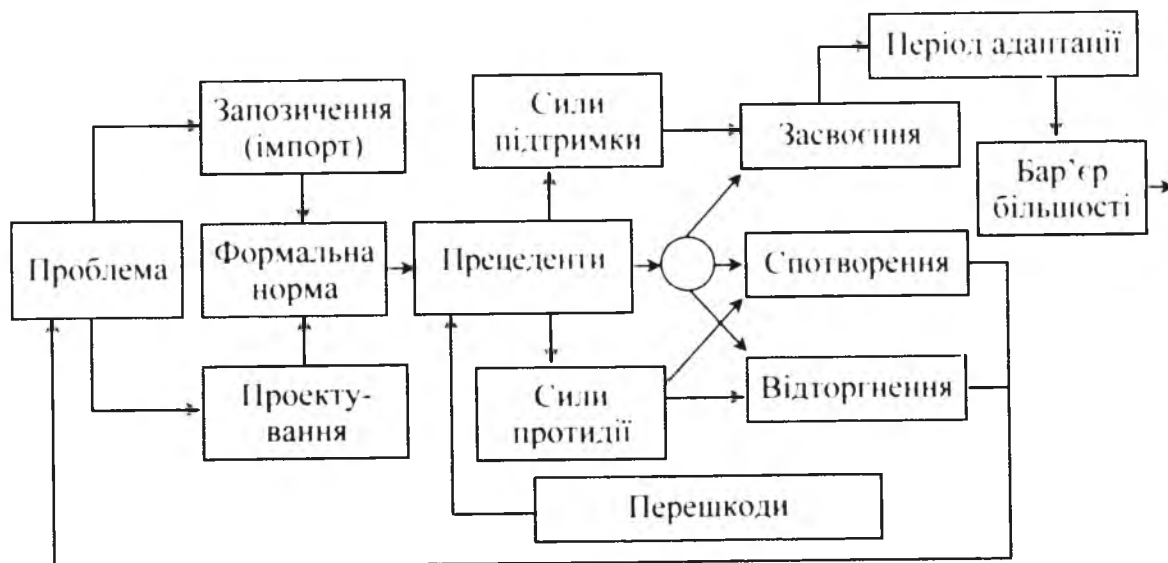 Період адаптації
Запозичення
(імпорт)
Сили
підтримки
Засвоєння
Бар’єр
більшості
Проблема
Формальна
норма
Прецеденти
Спотворення
Проекту-
вання
Сили
протидії
Відторгнення
Перешкоди